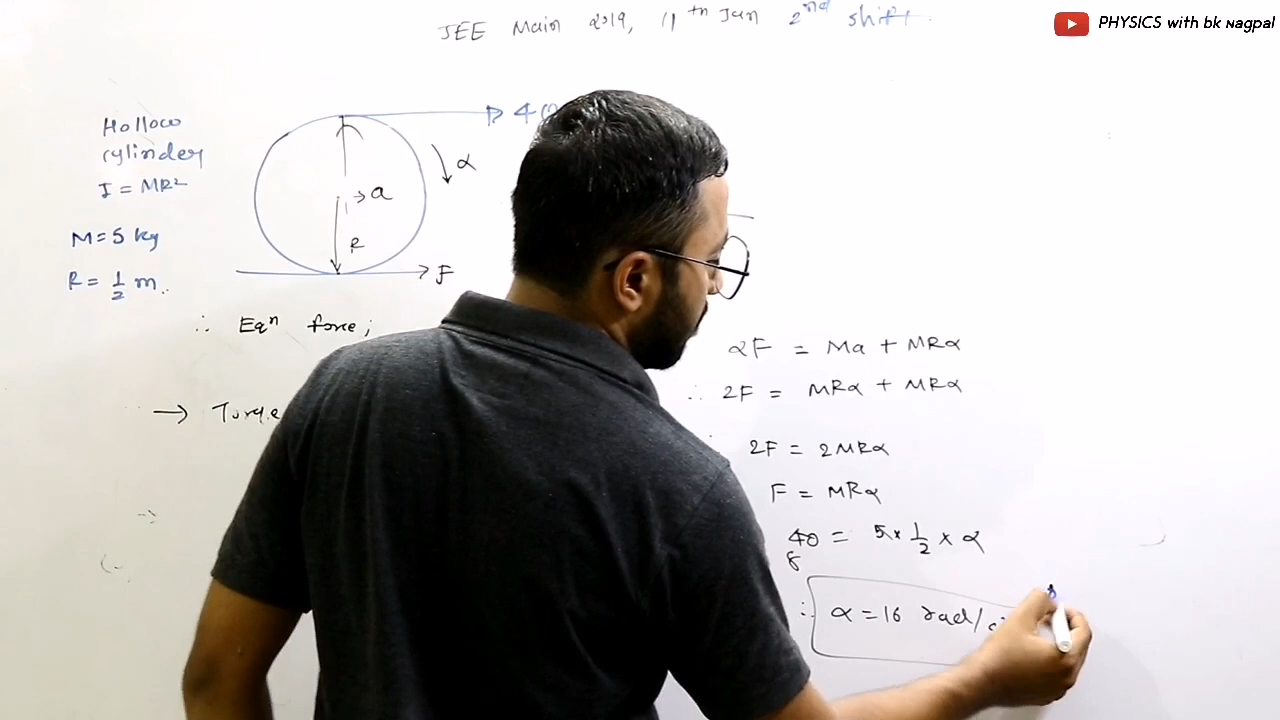 PHYSICS with bk nagpal
JEE Main 2019, 11th Jan 2nd shift.
Hollow
cylinder
I = MR²
M = 5 kg
R = 1/2 m.
α
→ a
R
F
∴ Eqn force;
→ Torque
2F = Ma + MRα
∴ 2F = MRα + MRα
2F = 2MRα
F = MRα
40 = 5 × 1/2 × α
8
∴ α = 16 rad/